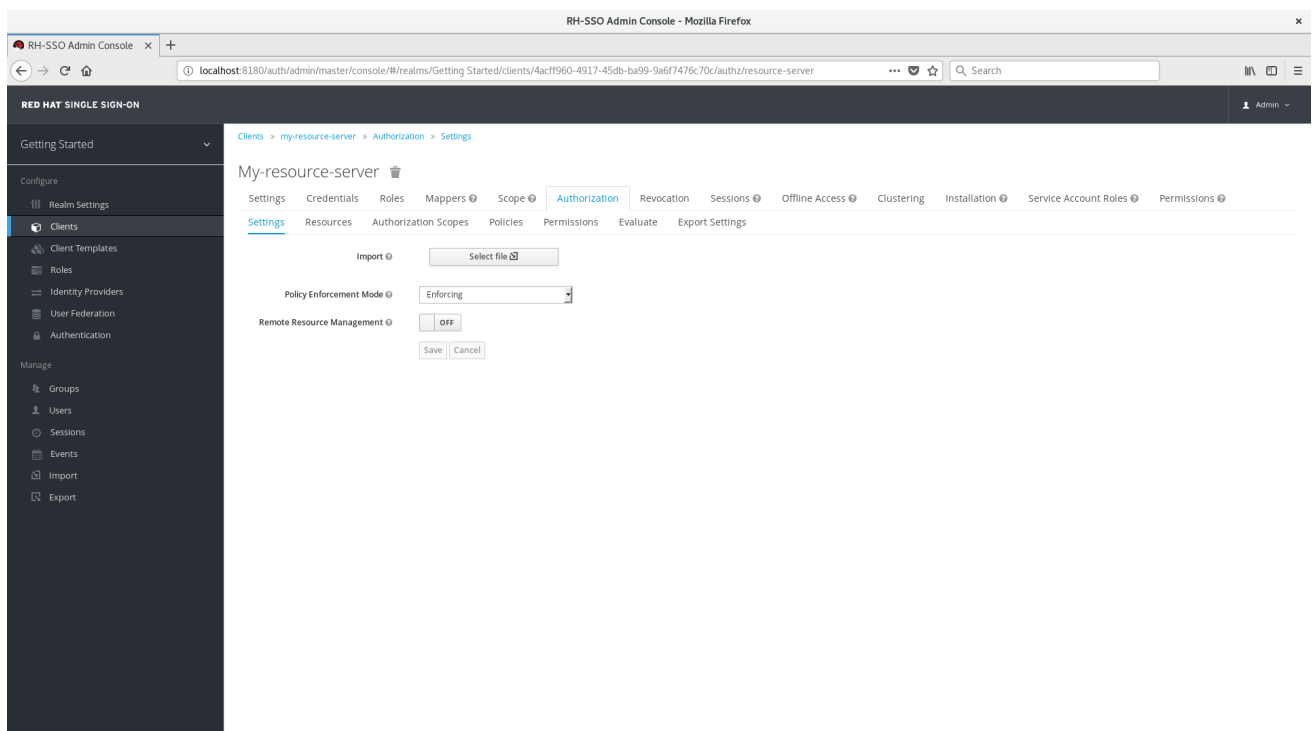 RH-SSO Admin Console - Mozilla Firefox
RH-SSO Admin Console
localhost:8180/auth/admin/master/console/#/realms/Getting Started/clients/4acff960-4917-45db-ba99-9a6f7476c70c/authz/resource-server
Search
RED HAT SINGLE SIGN-ON
Admin
Getting Started
Configure
Realm Settings
Clients
Client Templates
Roles
Identity Providers
User Federation
Authentication
Manage
Groups
Users
Sessions
Events
Import
Export
Clients » my-resource-server » Authorization » Settings
My-resource-server
Settings Credentials Roles Mappers Scope Authorization Revocation Sessions Offline Access Clustering Installation Service Account Roles Permissions
Settings Resources Authorization Scopes Policies Permissions Evaluate Export Settings
Import Select file
Policy Enforcement Mode Enforcing
Remote Resource Management OFF
Save Cancel